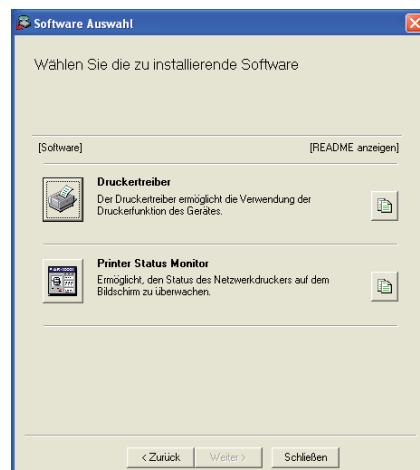 Software Auswahl
Wählen Sie die zu installierende Software
[Software] [README anzeigen]
Druckertreiber
Der Druckertreiber ermöglicht die Verwendung der
Druckerfunktion des Gerätes.
Printer Status Monitor
Ermöglicht, den Status des Netzwerkdruckers auf dem
Bildschirm zu überwachen.
< Zurück Weiter > Schließen